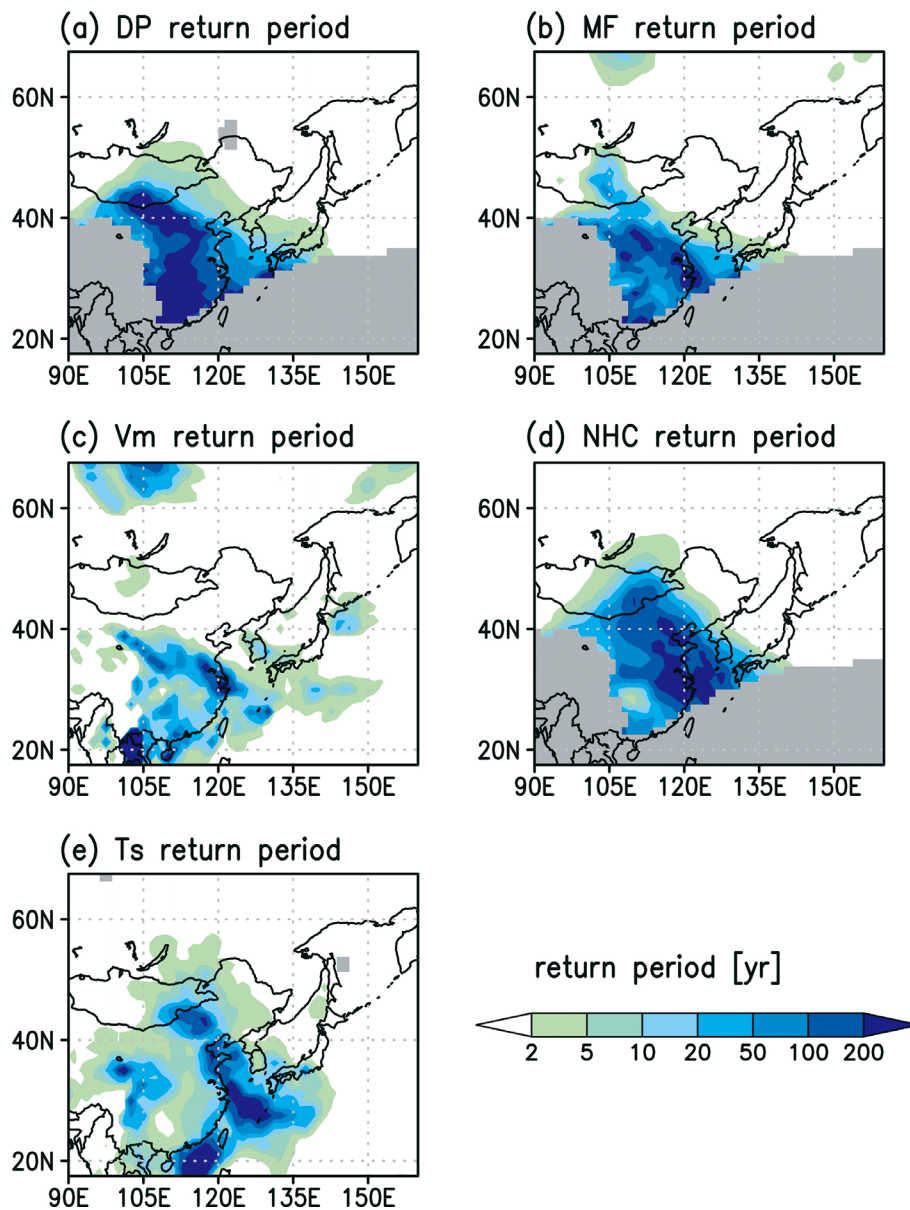 (a) DP return period
(b) MF return period
60N
40N
20N
90E 105E 120E 135E 150E
60N
40N
20N
90E 105E 120E 135E 150E
(c) Vm return period
(d) NHC return period
60N
40N
20N
90E 105E 120E 135E 150E
60N
40N
20N
90E 105E 120E 135E 150E
(e) Ts return period
60N
40N
20N
90E 105E 120E 135E 150E
return period [yr]
2 5 10 20 50 100 200